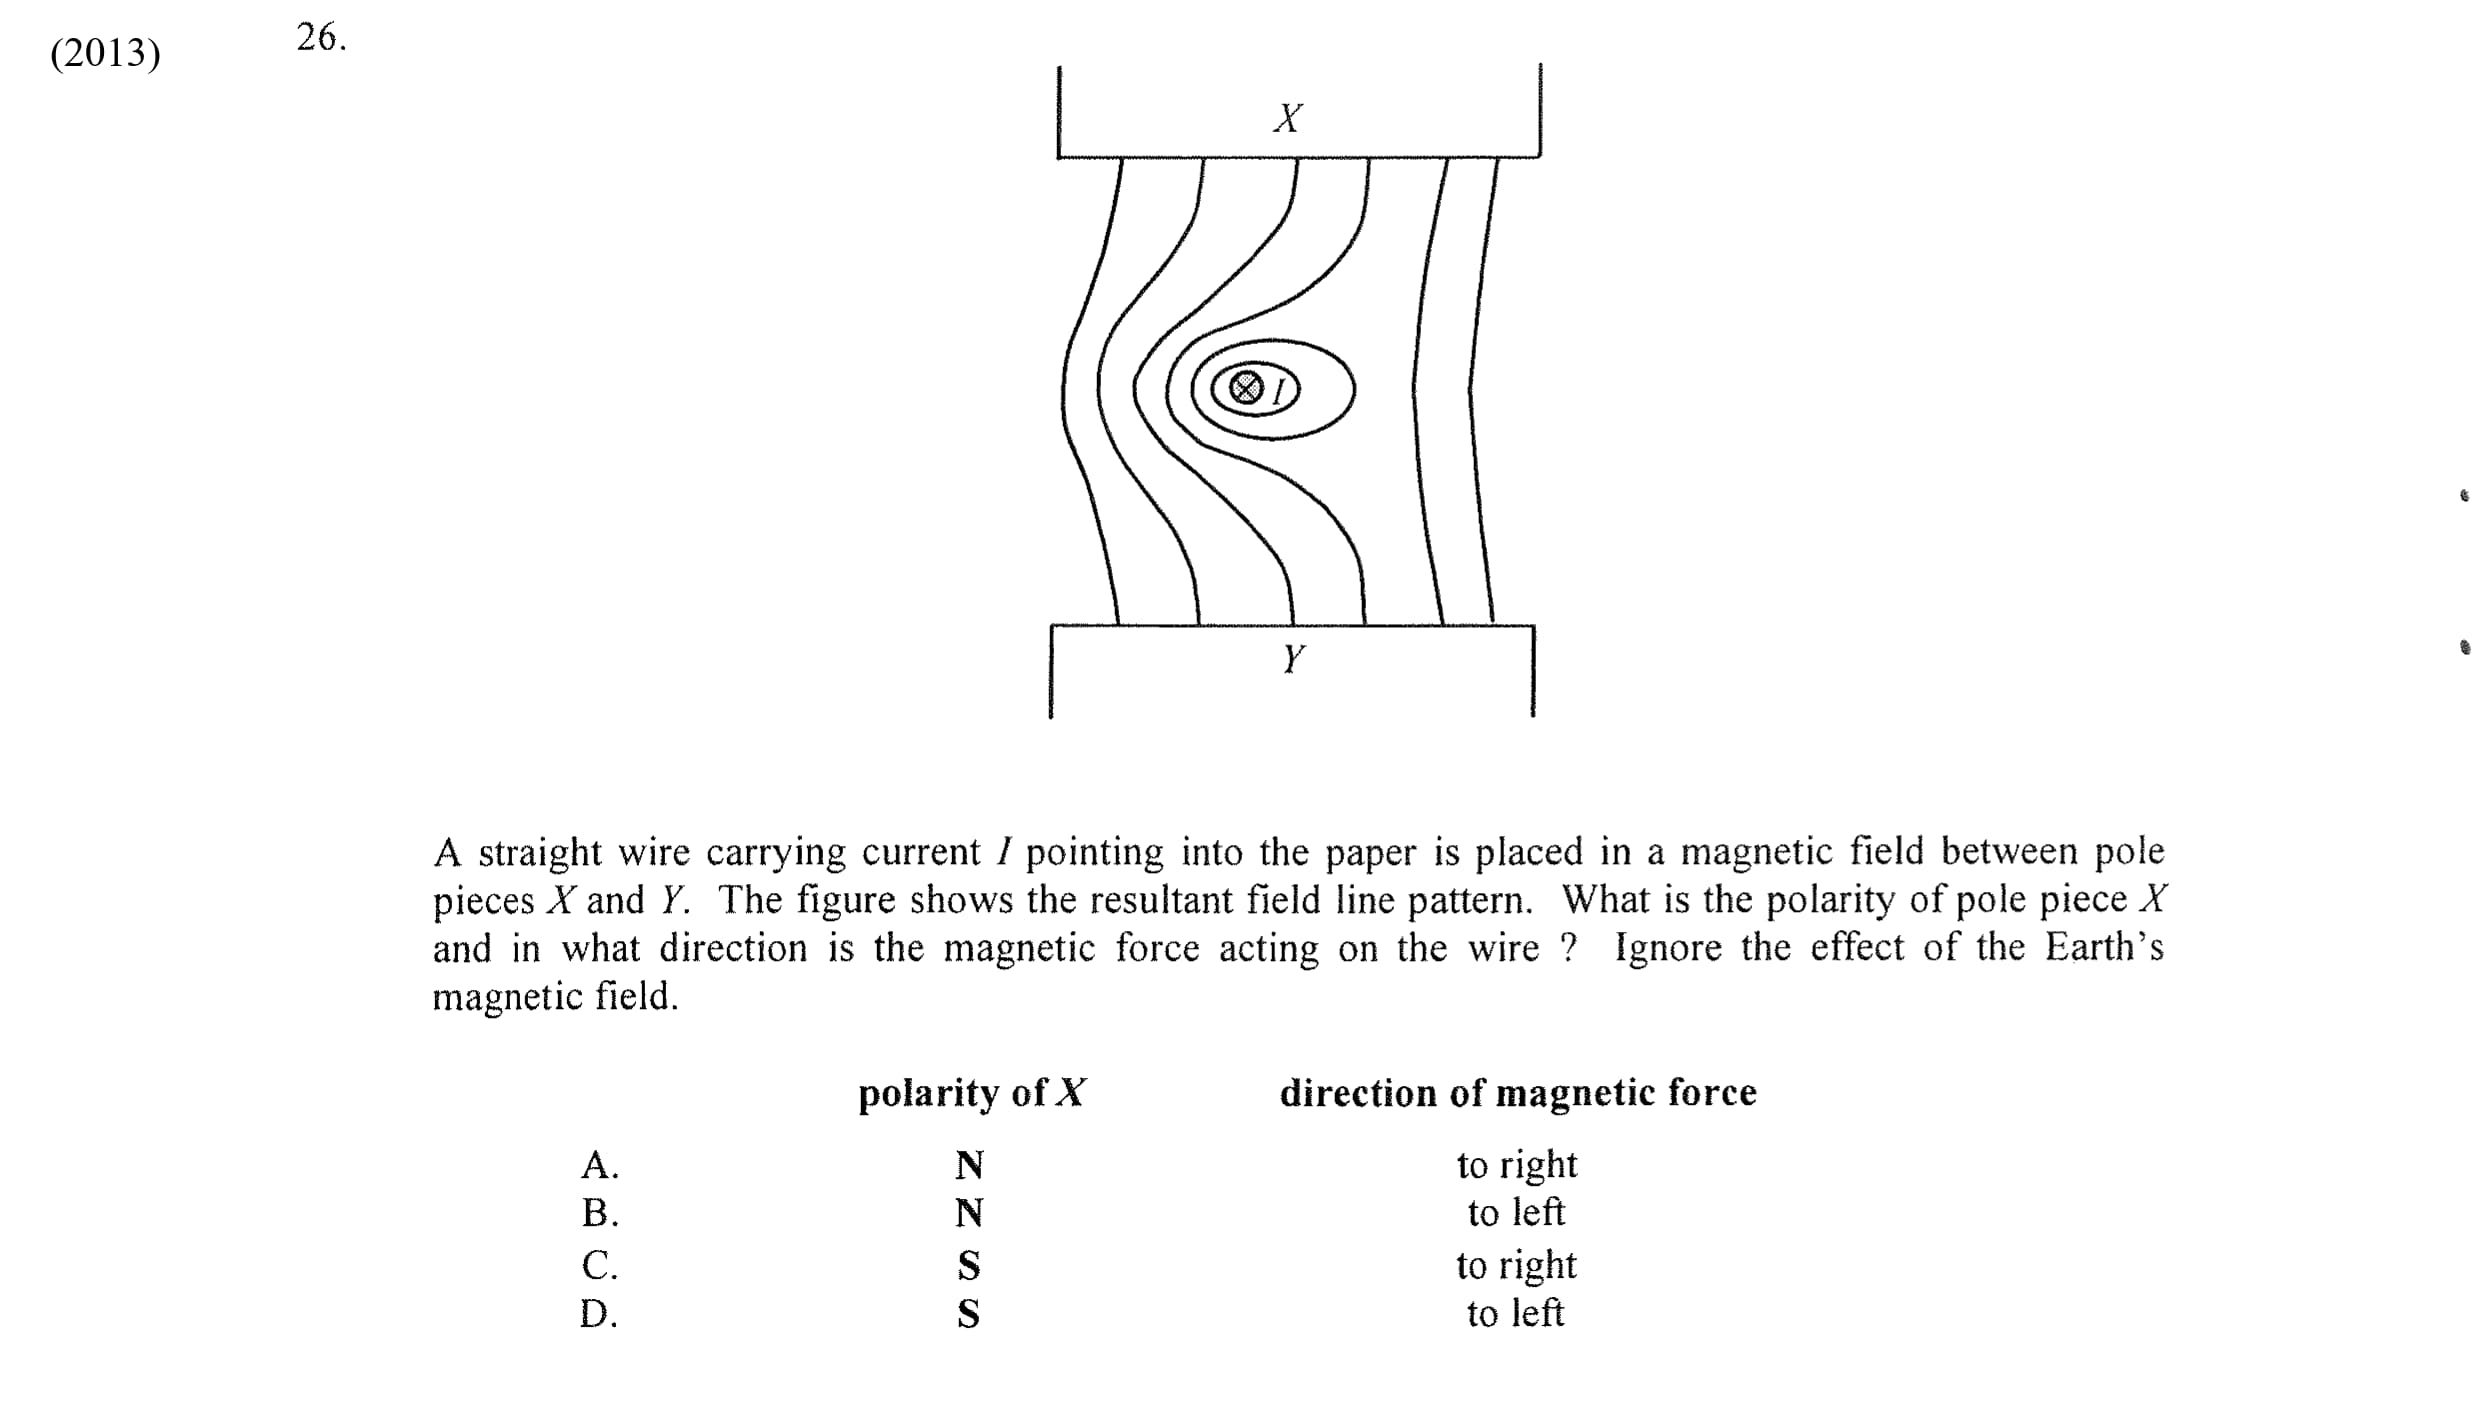 (2013) 26.
X
I
Y
A straight wire carrying current I pointing into the paper is placed in a magnetic field between pole
pieces X and Y. The figure shows the resultant field line pattern. What is the polarity of pole piece X
and in what direction is the magnetic force acting on the wire ? Ignore the effect of the Earth's
magnetic field.
polarity of X direction of magnetic force
A. N to right
B. N to left
C. S to right
D. S to left